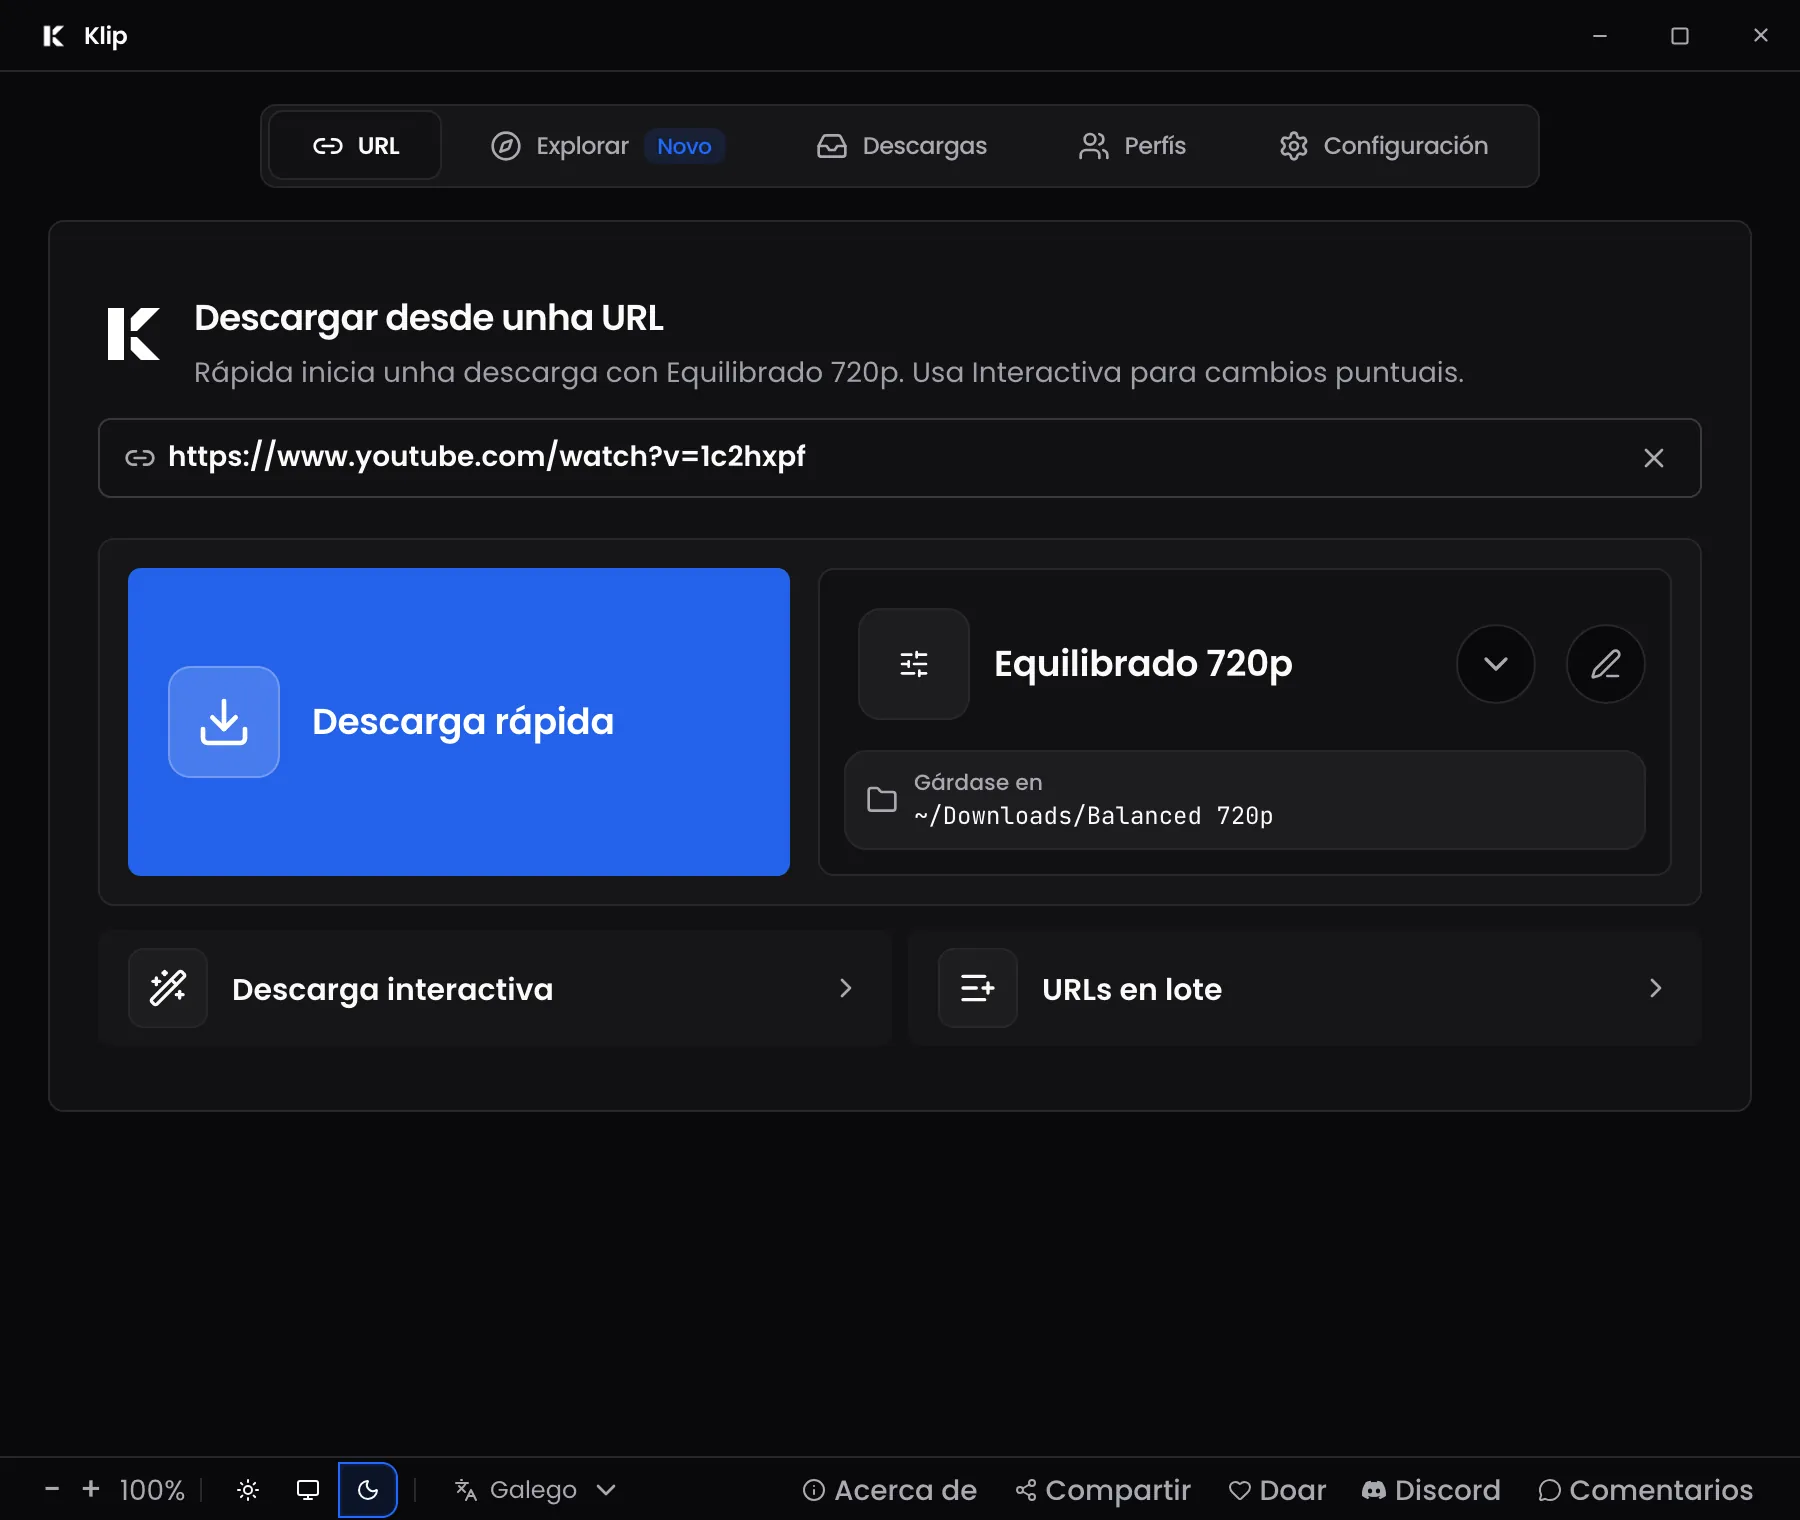 Klip
URL
Explorar
Novo
Descargas
Perfís
Configuración
Descargar desde unha URL
Rápida inicia unha descarga con Equilibrado 720p. Usa Interactiva para cambios puntuais.
https://www.youtube.com/watch?v=1c2hxpf
Descarga rápida
Equilibrado 720p
Gárdase en
~/Downloads/Balanced 720p
Descarga interactiva
URLs en lote
100%
Galego
Acerca de
Compartir
Doar
Discord
Comentarios